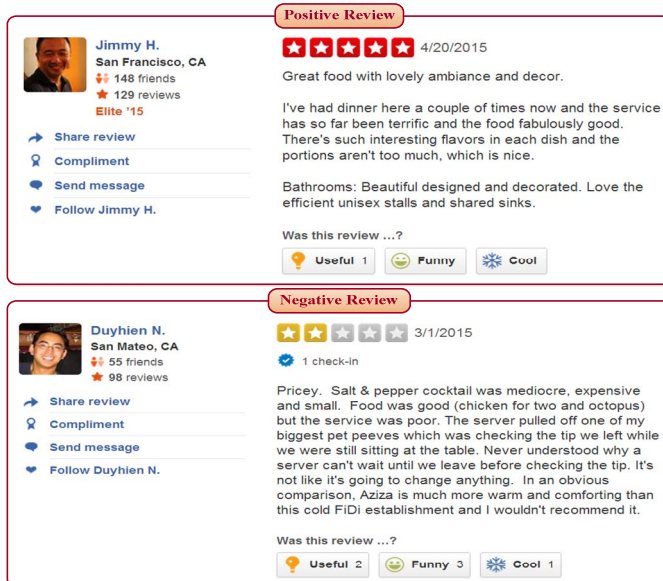 Positive Review
Jimmy H.
San Francisco, CA
148 friends
129 reviews
Elite '15
Share review
Compliment
Send message
Follow Jimmy H.
4/20/2015
Great food with lovely ambiance and decor.
I've had dinner here a couple of times now and the service
has so far been terrific and the food fabulously good.
There's such interesting flavors in each dish and the
portions aren't too much, which is nice.
Bathrooms: Beautiful designed and decorated. Love the
efficient unisex stalls and shared sinks.
Was this review ...?
Useful 1 Funny Cool
Negative Review
Duyhien N.
San Mateo, CA
55 friends
98 reviews
Share review
Compliment
Send message
Follow Duyhien N.
3/1/2015
1 check-in
Pricey. Salt & pepper cocktail was mediocre, expensive
and small. Food was good (chicken for two and octopus)
but the service was poor. The server pulled off one of my
biggest pet peeves which was checking the tip we left while
we were still sitting at the table. Never understood why a
server can't wait until we leave before checking the tip. It's
not like it's going to change anything. In an obvious
comparison, Aziza is much more warm and comforting than
this cold FiDi establishment and I wouldn't recommend it.
Was this review ...?
Useful 2 Funny 3 Cool 1